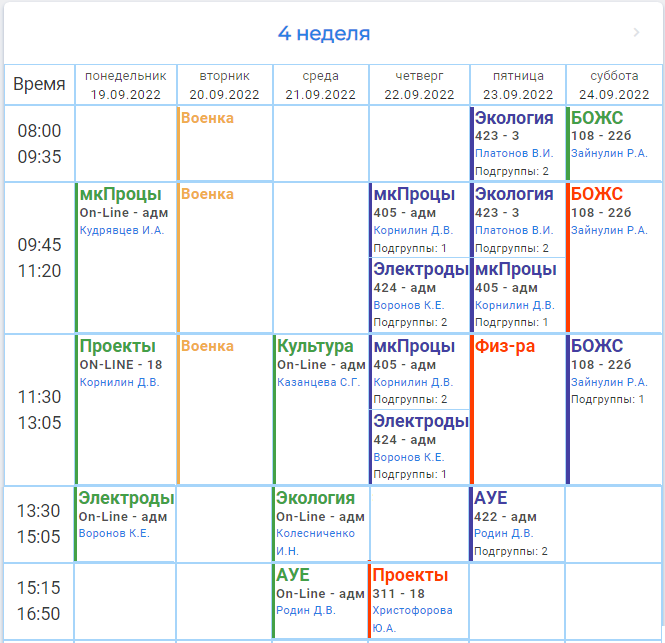 4 неделя
Время
понедельник
19.09.2022
вторник
20.09.2022
среда
21.09.2022
четверг
22.09.2022
пятница
23.09.2022
суббота
24.09.2022
08:00
09:35
Военка
Экология
423 - 3
Платонов В.И.
Подгруппы: 2
БОЖС
108 - 22б
Зайнулин Р.А.
09:45
11:20
мкПроцы
On-Line - адм
Кудрявцев И.А.
Военка
мкПроцы
405 - адм
Корнилин Д.В.
Подгруппы: 1
Электроды
424 - адм
Воронов К.Е.
Подгруппы: 2
Экология
423 - 3
Платонов В.И.
Подгруппы: 2
мкПроцы
405 - адм
Корнилин Д.В.
Подгруппы: 1
БОЖС
108 - 22б
Зайнулин Р.А.
11:30
13:05
Проекты
ON-LINE - 18
Корнилин Д.В.
Военка
Культура
On-Line - адм
Казанцева С.Г.
мкПроцы
405 - адм
Корнилин Д.В.
Подгруппы: 2
Электроды
424 - адм
Воронов К.Е.
Подгруппы: 1
Физ-ра
БОЖС
108 - 22б
Зайнулин Р.А.
Подгруппы: 1
13:30
15:05
Электроды
On-Line - адм
Воронов К.Е.
Экология
On-Line - адм
Колесниченко
И.Н.
АУЕ
422 - адм
Родин Д.В.
Подгруппы: 2
15:15
16:50
АУЕ
On-Line - адм
Родин Д.В.
Проекты
311 - 18
Христофорова
Ю.А.